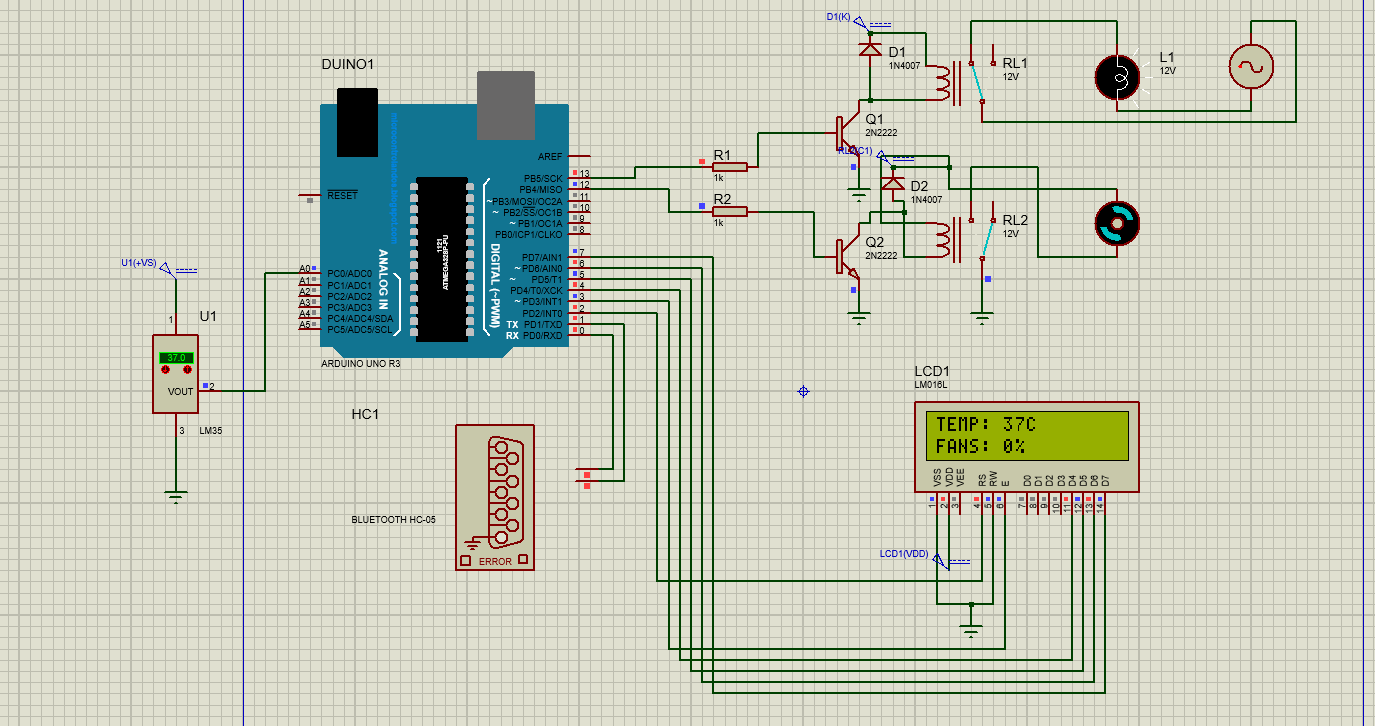 D1(K)
D1
1N4007
RL1
12V
L1
12V
Q1
2N2222
DUINO1
AREF
RESET
PB5/SCK
13
PB4/MISO
12
~PB3/MOSI/OC2A
11
~ PB2/SS/OC1B
10
~ PB1/OC1A
9
PB0/ICP1/CLKO
8
PD7/AIN1
7
~ PD6/AIN0
6
~ PD5/T1
5
PD4/T0/XCK
4
~ PD3/INT1
3
PD2/INT0
2
TX PD1/TXD
1
RX PD0/RXD
0
DIGITAL (~PWM)
1121
ATMEGA328P-PU
ANALOG IN
A0
PC0/ADC0
A1
PC1/ADC1
A2
PC2/ADC2
A3
PC3/ADC3
A4
PC4/ADC4/SDA
A5
PC5/ADC5/SCL
ARDUINO UNO R3
R1
1k
R2
1k
D2
1N4007
RL2
12V
Q2
2N2222
U1(+VS)
U1
1
37.0
VOUT
2
3
LM35
HC1
BLUETOOTH HC-05
ERROR
LCD1
LM016L
TEMP: 37C
FANS: 0%
VSS
VDD
VEE
RS
RW
E
D0
D1
D2
D3
D4
D5
D6
D7
1
2
3
4
5
6
7
8
9
10
11
12
13
14
LCD1(VDD)